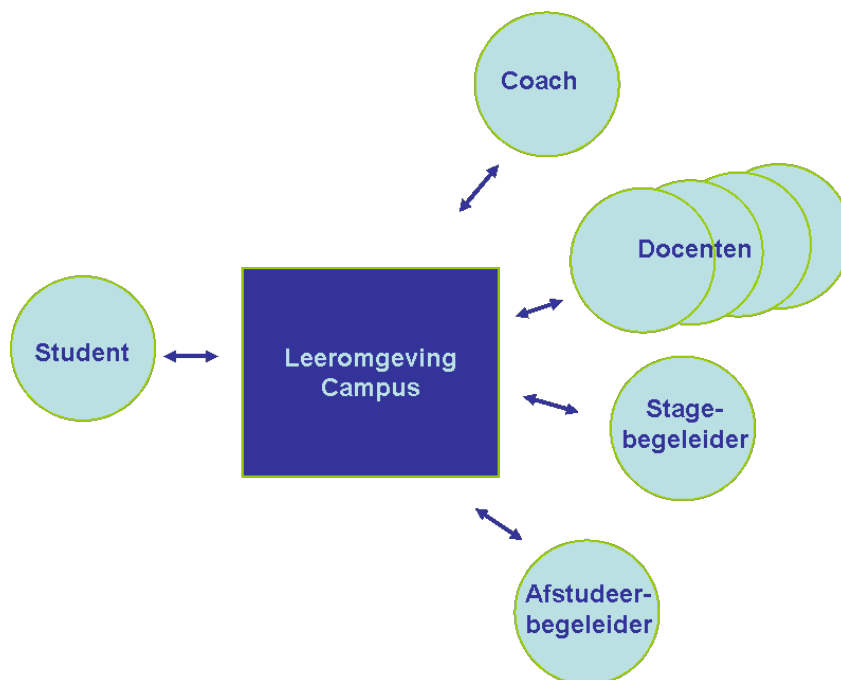 Coach
Docenten
Student
Leeromgeving
Campus
Stage-
begeleider
Afstudeer-
begeleider